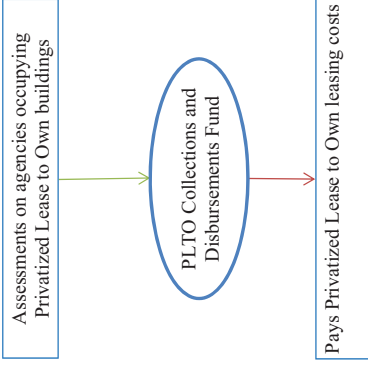 Assessments on agencies occupying
Privatized Lease to Own buildings
PLTO Collections and
Disbursements Fund
Pays Privatized Lease to Own leasing costs